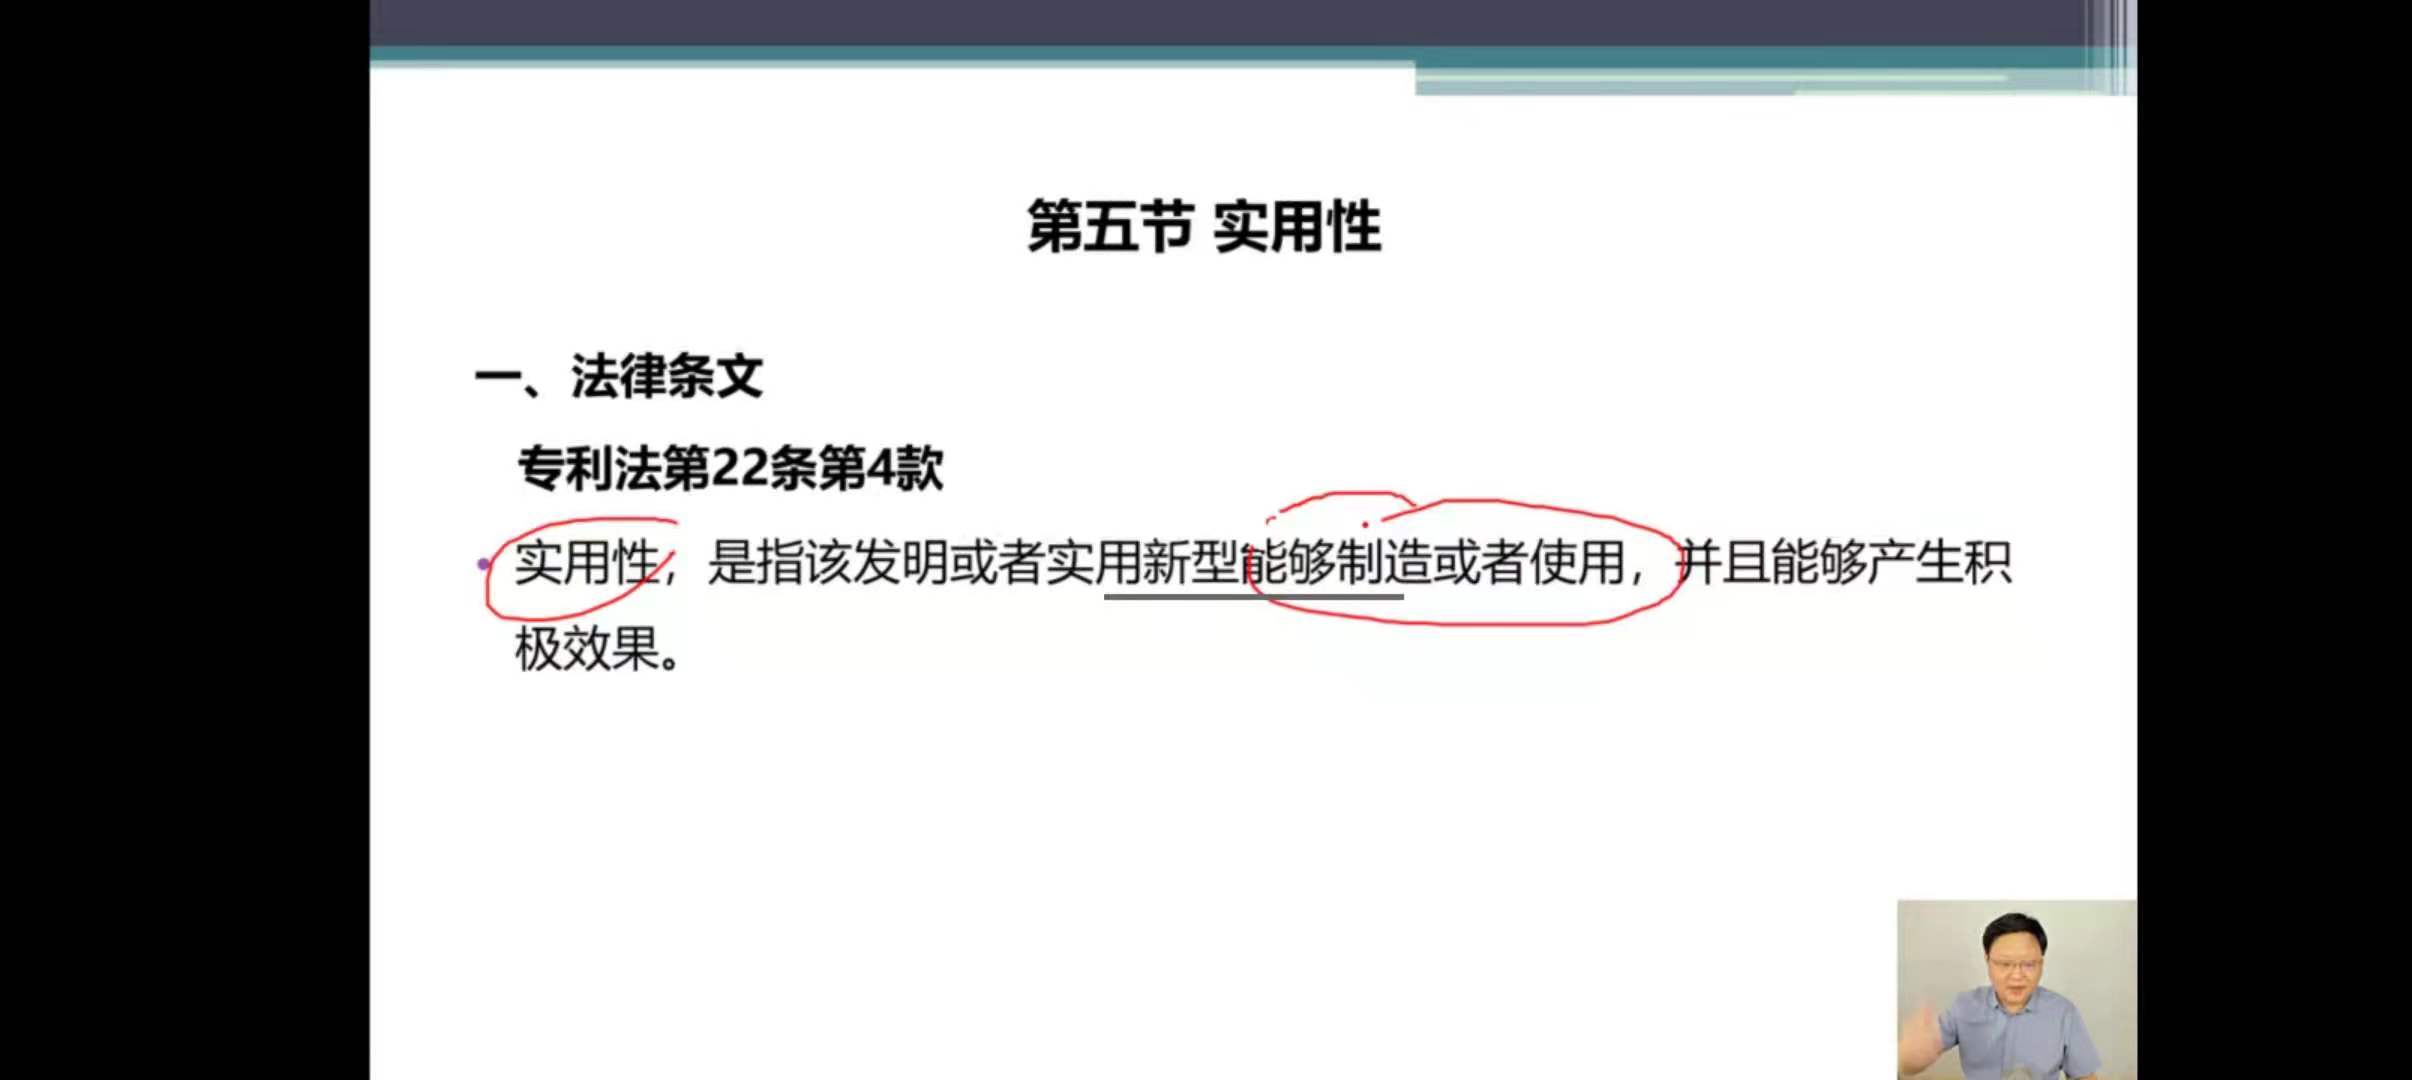 第五节 实用性
一、法律条文
专利法第22条第4款
• 实用性，是指该发明或者实用新型能够制造或者使用，并且能够产生积
极效果。